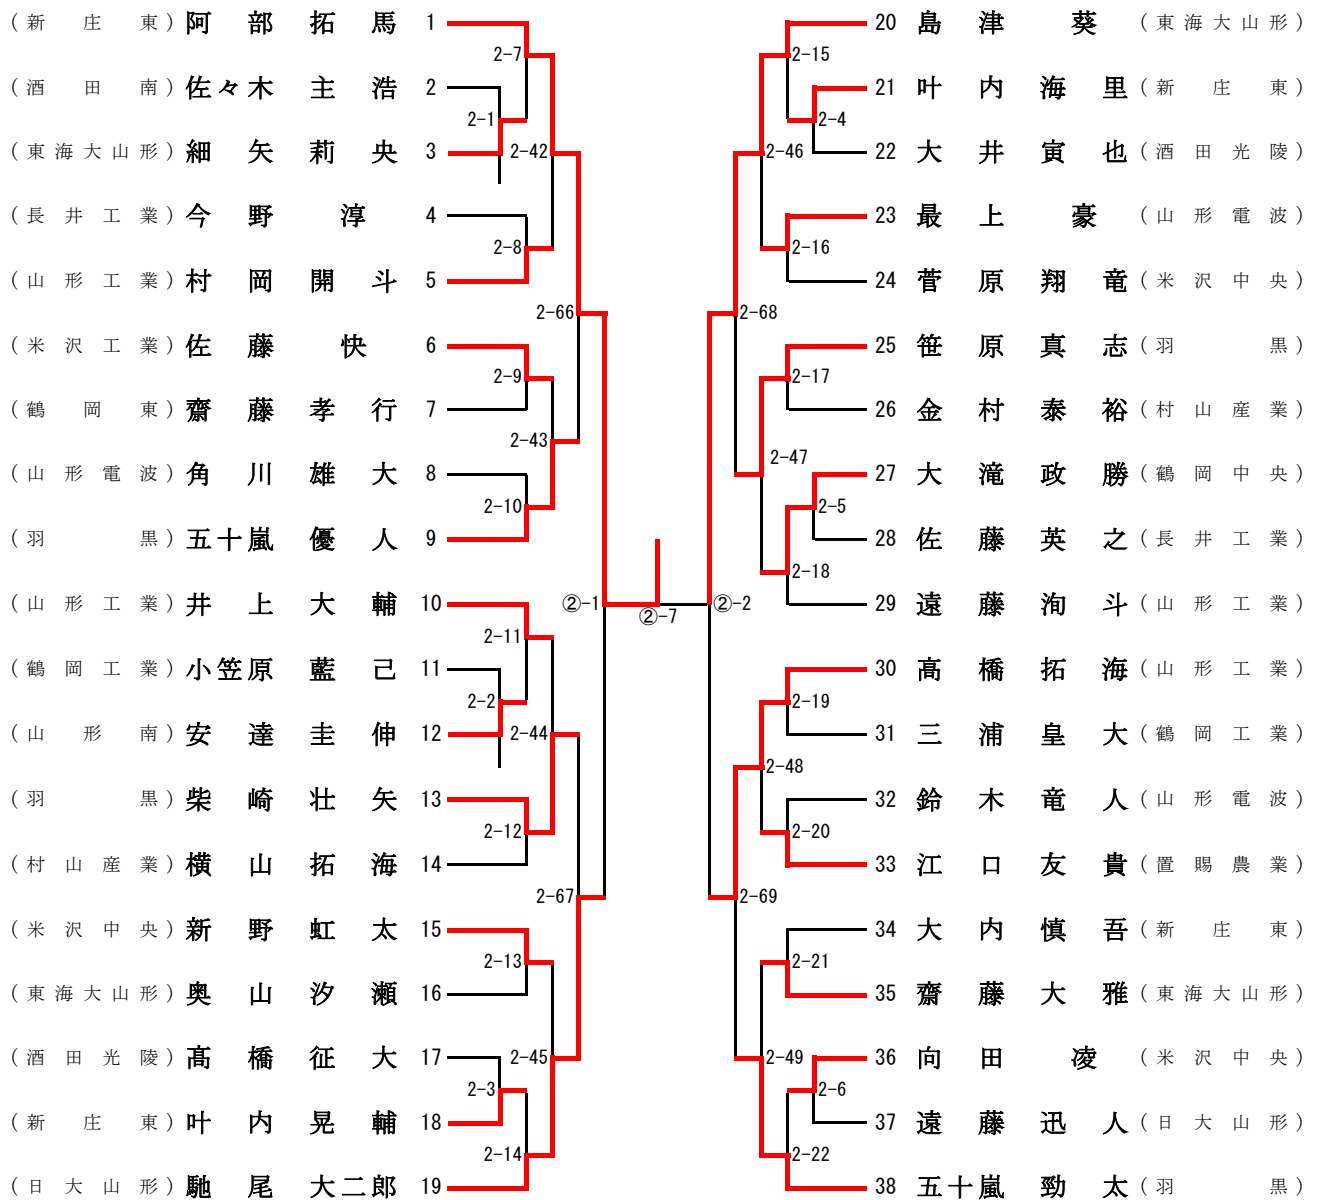 （新庄東）阿部拓馬 1
（酒田南）佐々木主浩 2
（東海大山形）細矢莉央 3
（長井工業）今野淳 4
（山形工業）村岡開斗 5
（米沢工業）佐藤快 6
（鶴岡東）齋藤孝行 7
（山形電波）角川雄大 8
（羽黒）五十嵐優人 9
（山形工業）井上大輔 10
（鶴岡工業）小笠原藍己 11
（山形南）安達圭伸 12
（羽黒）柴崎壮矢 13
（村山産業）横山拓海 14
（米沢中央）新野虹太 15
（東海大山形）奥山汐瀬 16
（酒田光陵）髙橋征大 17
（新庄東）叶内晃輔 18
（日大山形）馳尾大二郎 19
2-7
2-1
2-42
2-8
2-66
2-9
2-43
2-10
②-1
2-11
2-2
2-44
2-12
2-67
2-13
2-45
2-3
2-14
②-7
②-2
2-15
2-4
2-46
2-16
2-68
2-17
2-47
2-5
2-18
2-19
2-48
2-20
2-69
2-21
2-49
2-6
2-22
20 島津葵（東海大山形）
21 叶内海里（新庄東）
22 大井寅也（酒田光陵）
23 最上豪（山形電波）
24 菅原翔竜（米沢中央）
25 笹原真志（羽黒）
26 金村泰裕（村山産業）
27 大滝政勝（鶴岡中央）
28 佐藤英之（長井工業）
29 遠藤洵斗（山形工業）
30 髙橋拓海（山形工業）
31 三浦皇大（鶴岡工業）
32 鈴木竜人（山形電波）
33 江口友貴（置賜農業）
34 大内慎吾（新庄東）
35 齋藤大雅（東海大山形）
36 向田凌（米沢中央）
37 遠藤迅人（日大山形）
38 五十嵐勁太（羽黒）